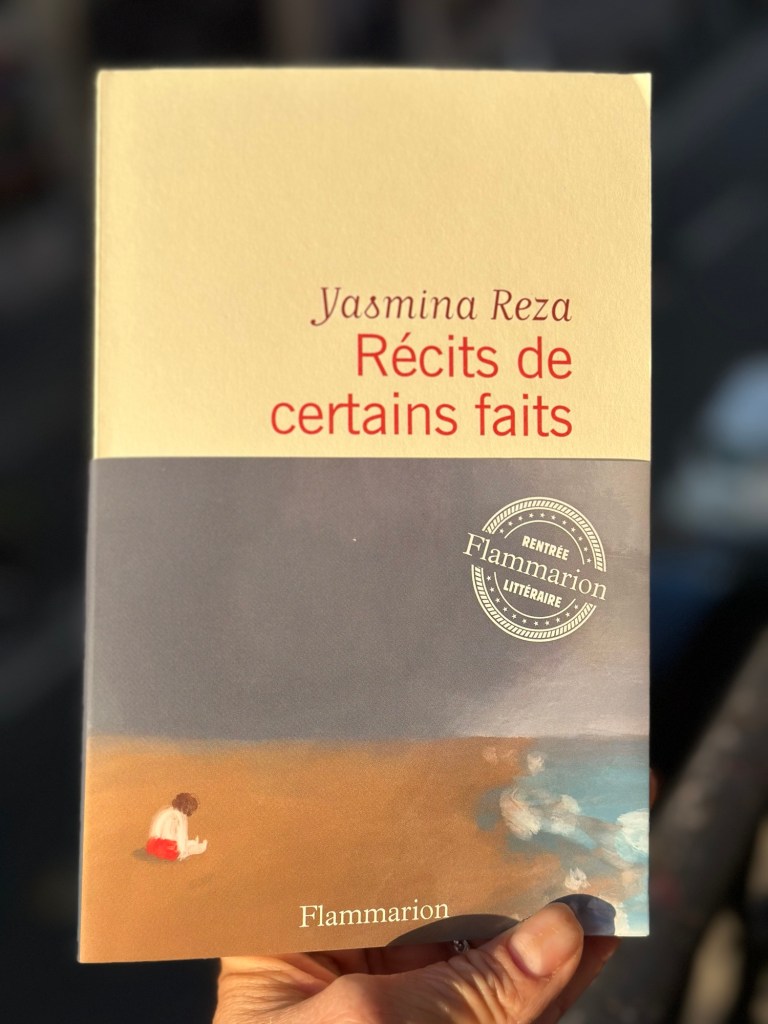 Yasmina Reza
Récits de
certains faits
RENTRÉE
Flammarion
LITTÉRAIRE
Flammarion